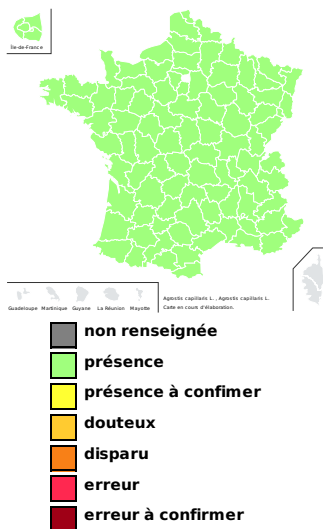 Île-de-France
Guadeloupe Martinique Guyane La Réunion Mayotte
Agrostis capillaris L. , Agrostis capillaris L.
Carte en cours d'élaboration.
non renseignée
présence
présence à confimer
douteux
disparu
erreur
erreur à confirmer